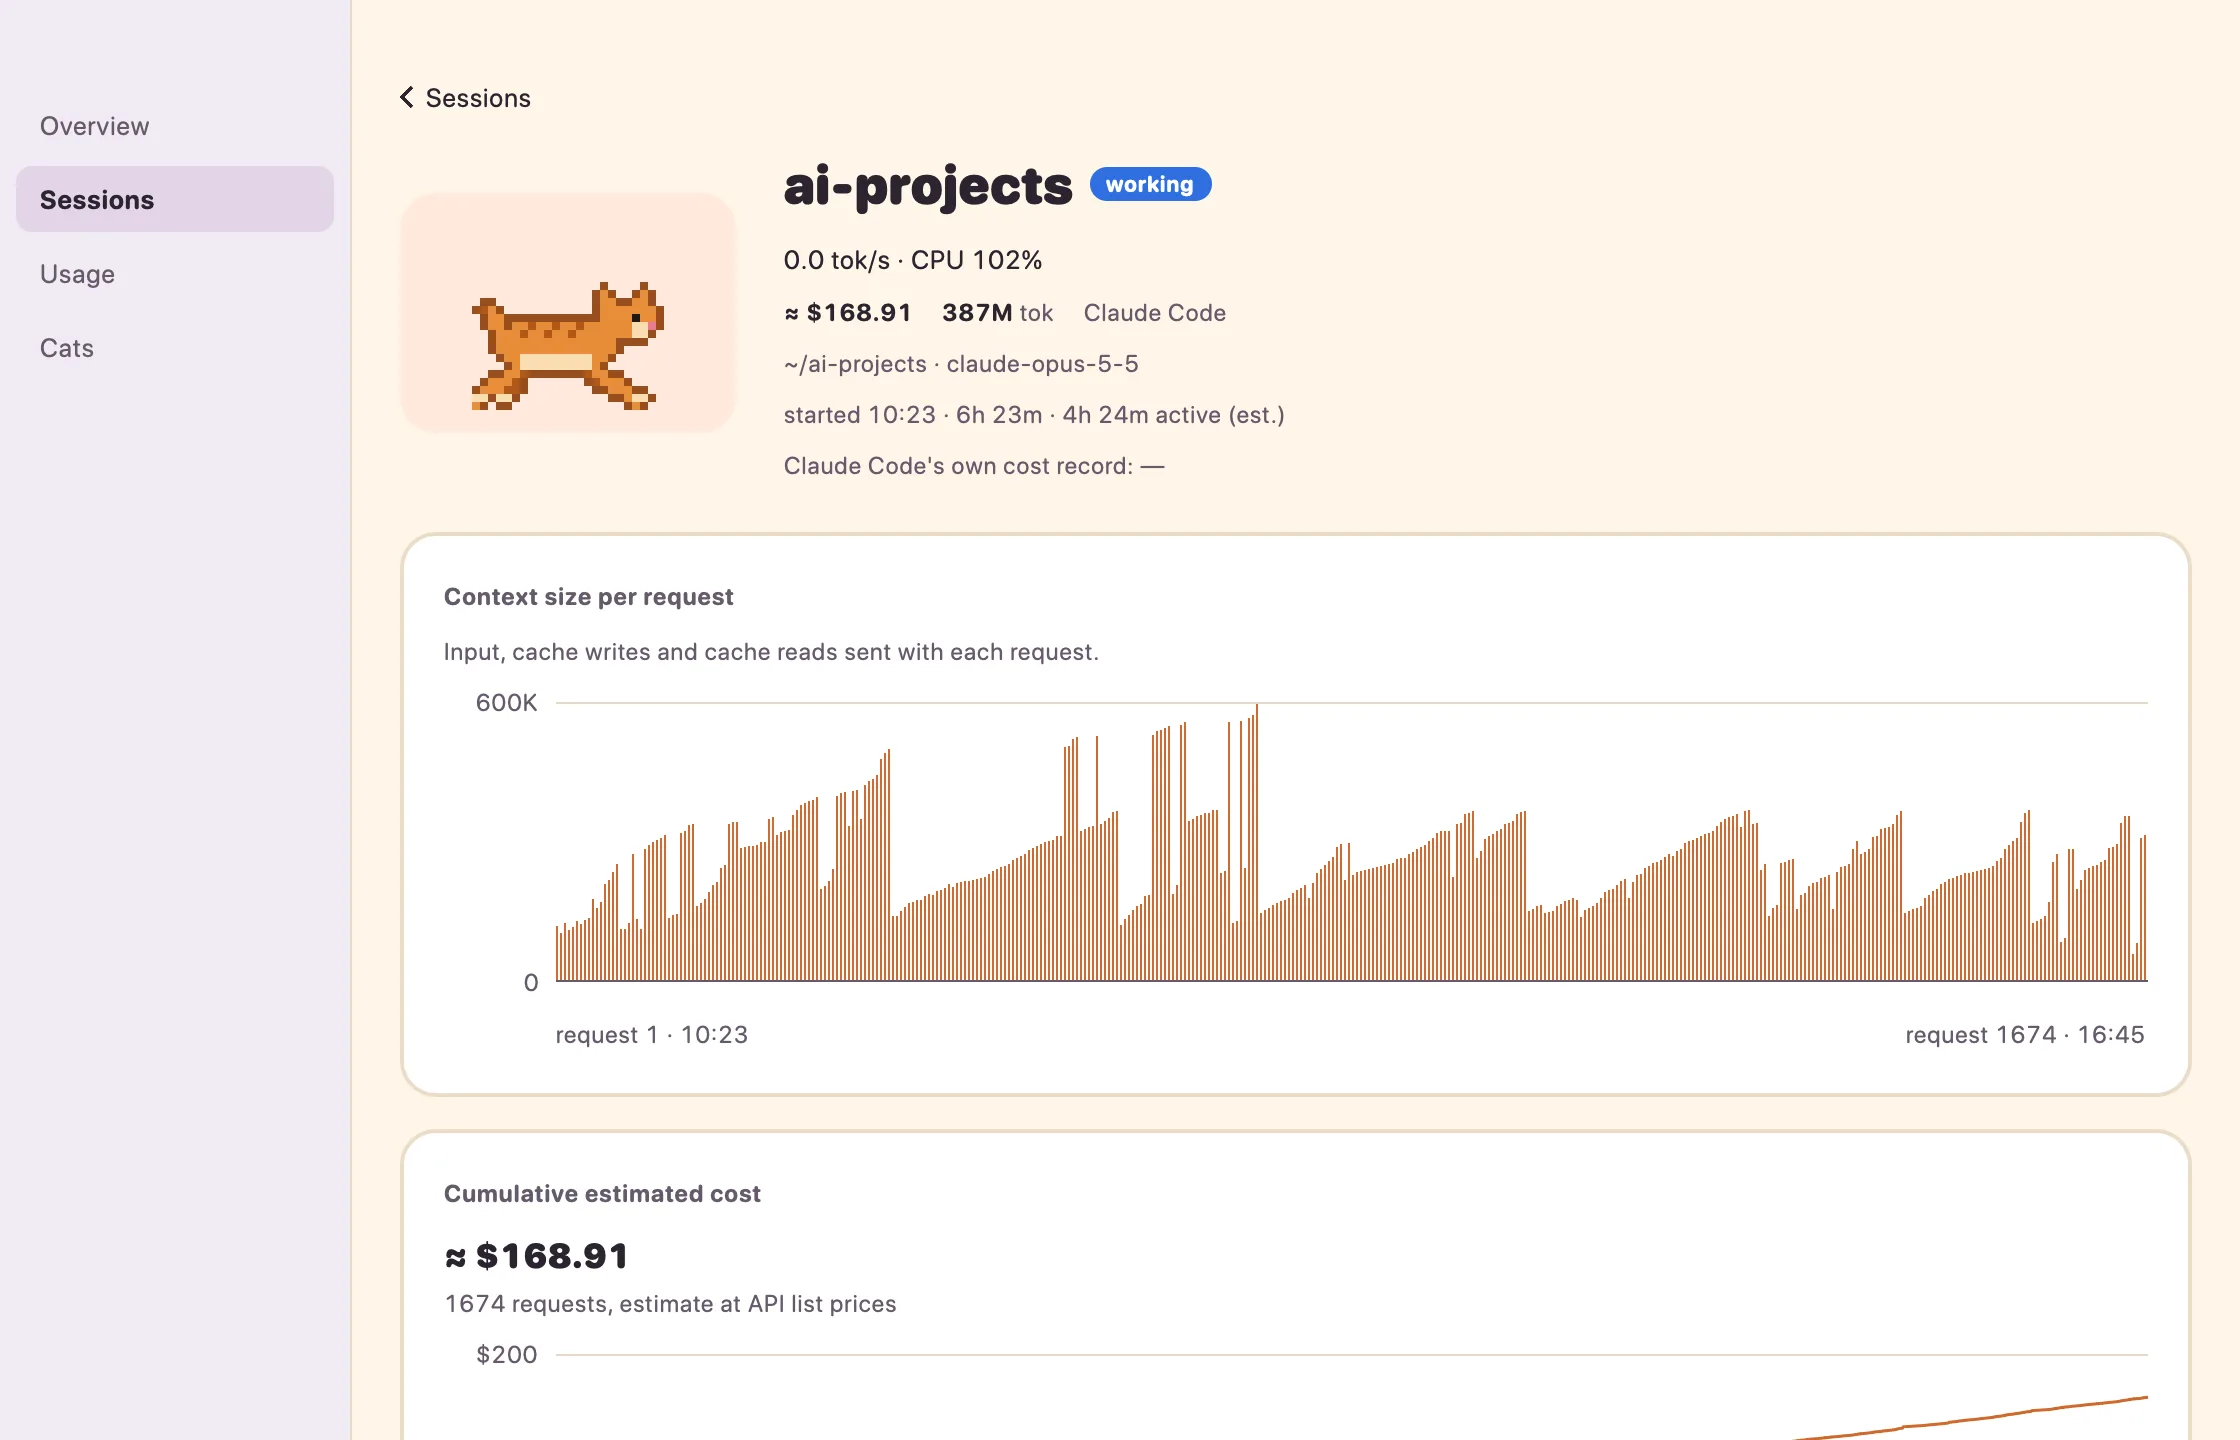 Overview
Sessions
Usage
Cats
Sessions
ai-projects working
0.0 tok/s · CPU 102%
≈ $168.91 387M tok Claude Code
~/ai-projects · claude-opus-5-5
started 10:23 · 6h 23m · 4h 24m active (est.)
Claude Code's own cost record: —
Context size per request
Input, cache writes and cache reads sent with each request.
600K
0
request 1 · 10:23 request 1674 · 16:45
Cumulative estimated cost
≈ $168.91
1674 requests, estimate at API list prices
$200